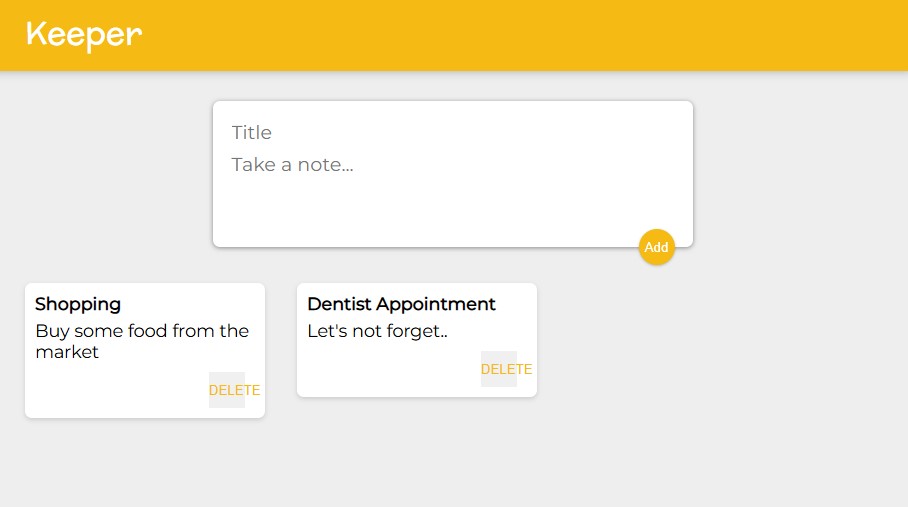 Keeper
Title
Take a note...
Add
Shopping
Buy some food from the
market
DELETE
Dentist Appointment
Let's not forget..
DELETE